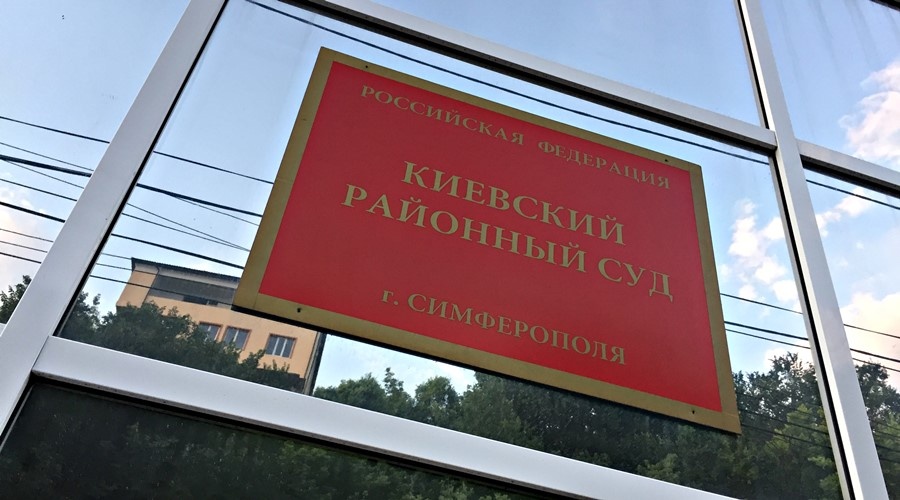 РОССИЙСКАЯ ФЕДЕРАЦИЯ
КИЕВСКИЙ
РАЙОННЫЙ СУД
г. СИМФЕРОПОЛЯ